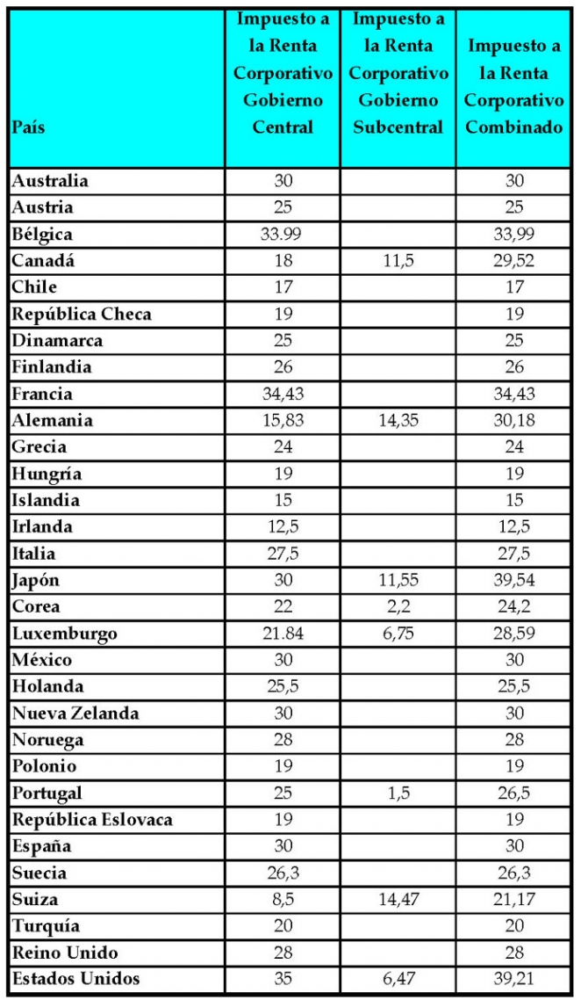 País
Impuesto a
la Renta
Corporativo
Gobierno
Central
Impuesto a
la Renta
Corporativo
Gobierno
Subcentral
Impuesto a
la Renta
Corporativo
Combinado
Australia 30 30
Austria 25 25
Bélgica 33.99 33,99
Canadá 18 11,5 29,52
Chile 17 17
República Checa 19 19
Dinamarca 25 25
Finlandia 26 26
Francia 34,43 34,43
Alemania 15,83 14,35 30,18
Grecia 24 24
Hungría 19 19
Islandia 15 15
Irlanda 12,5 12,5
Italia 27,5 27,5
Japón 30 11,55 39,54
Corea 22 2,2 24,2
Luxemburgo 21.84 6,75 28,59
México 30 30
Holanda 25,5 25,5
Nueva Zelanda 30 30
Noruega 28 28
Polonio 19 19
Portugal 25 1,5 26,5
República Eslovaca 19 19
España 30 30
Suecia 26,3 26,3
Suiza 8,5 14,47 21,17
Turquía 20 20
Reino Unido 28 28
Estados Unidos 35 6,47 39,21